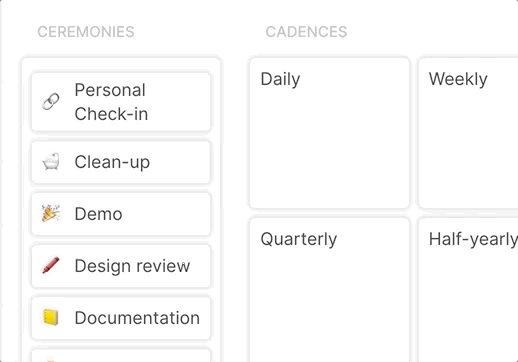 CEREMONIES
Personal
Check-in
Clean-up
Demo
Design review
Documentation
CADENCES
Daily
Weekly
Quarterly
Half-yearly